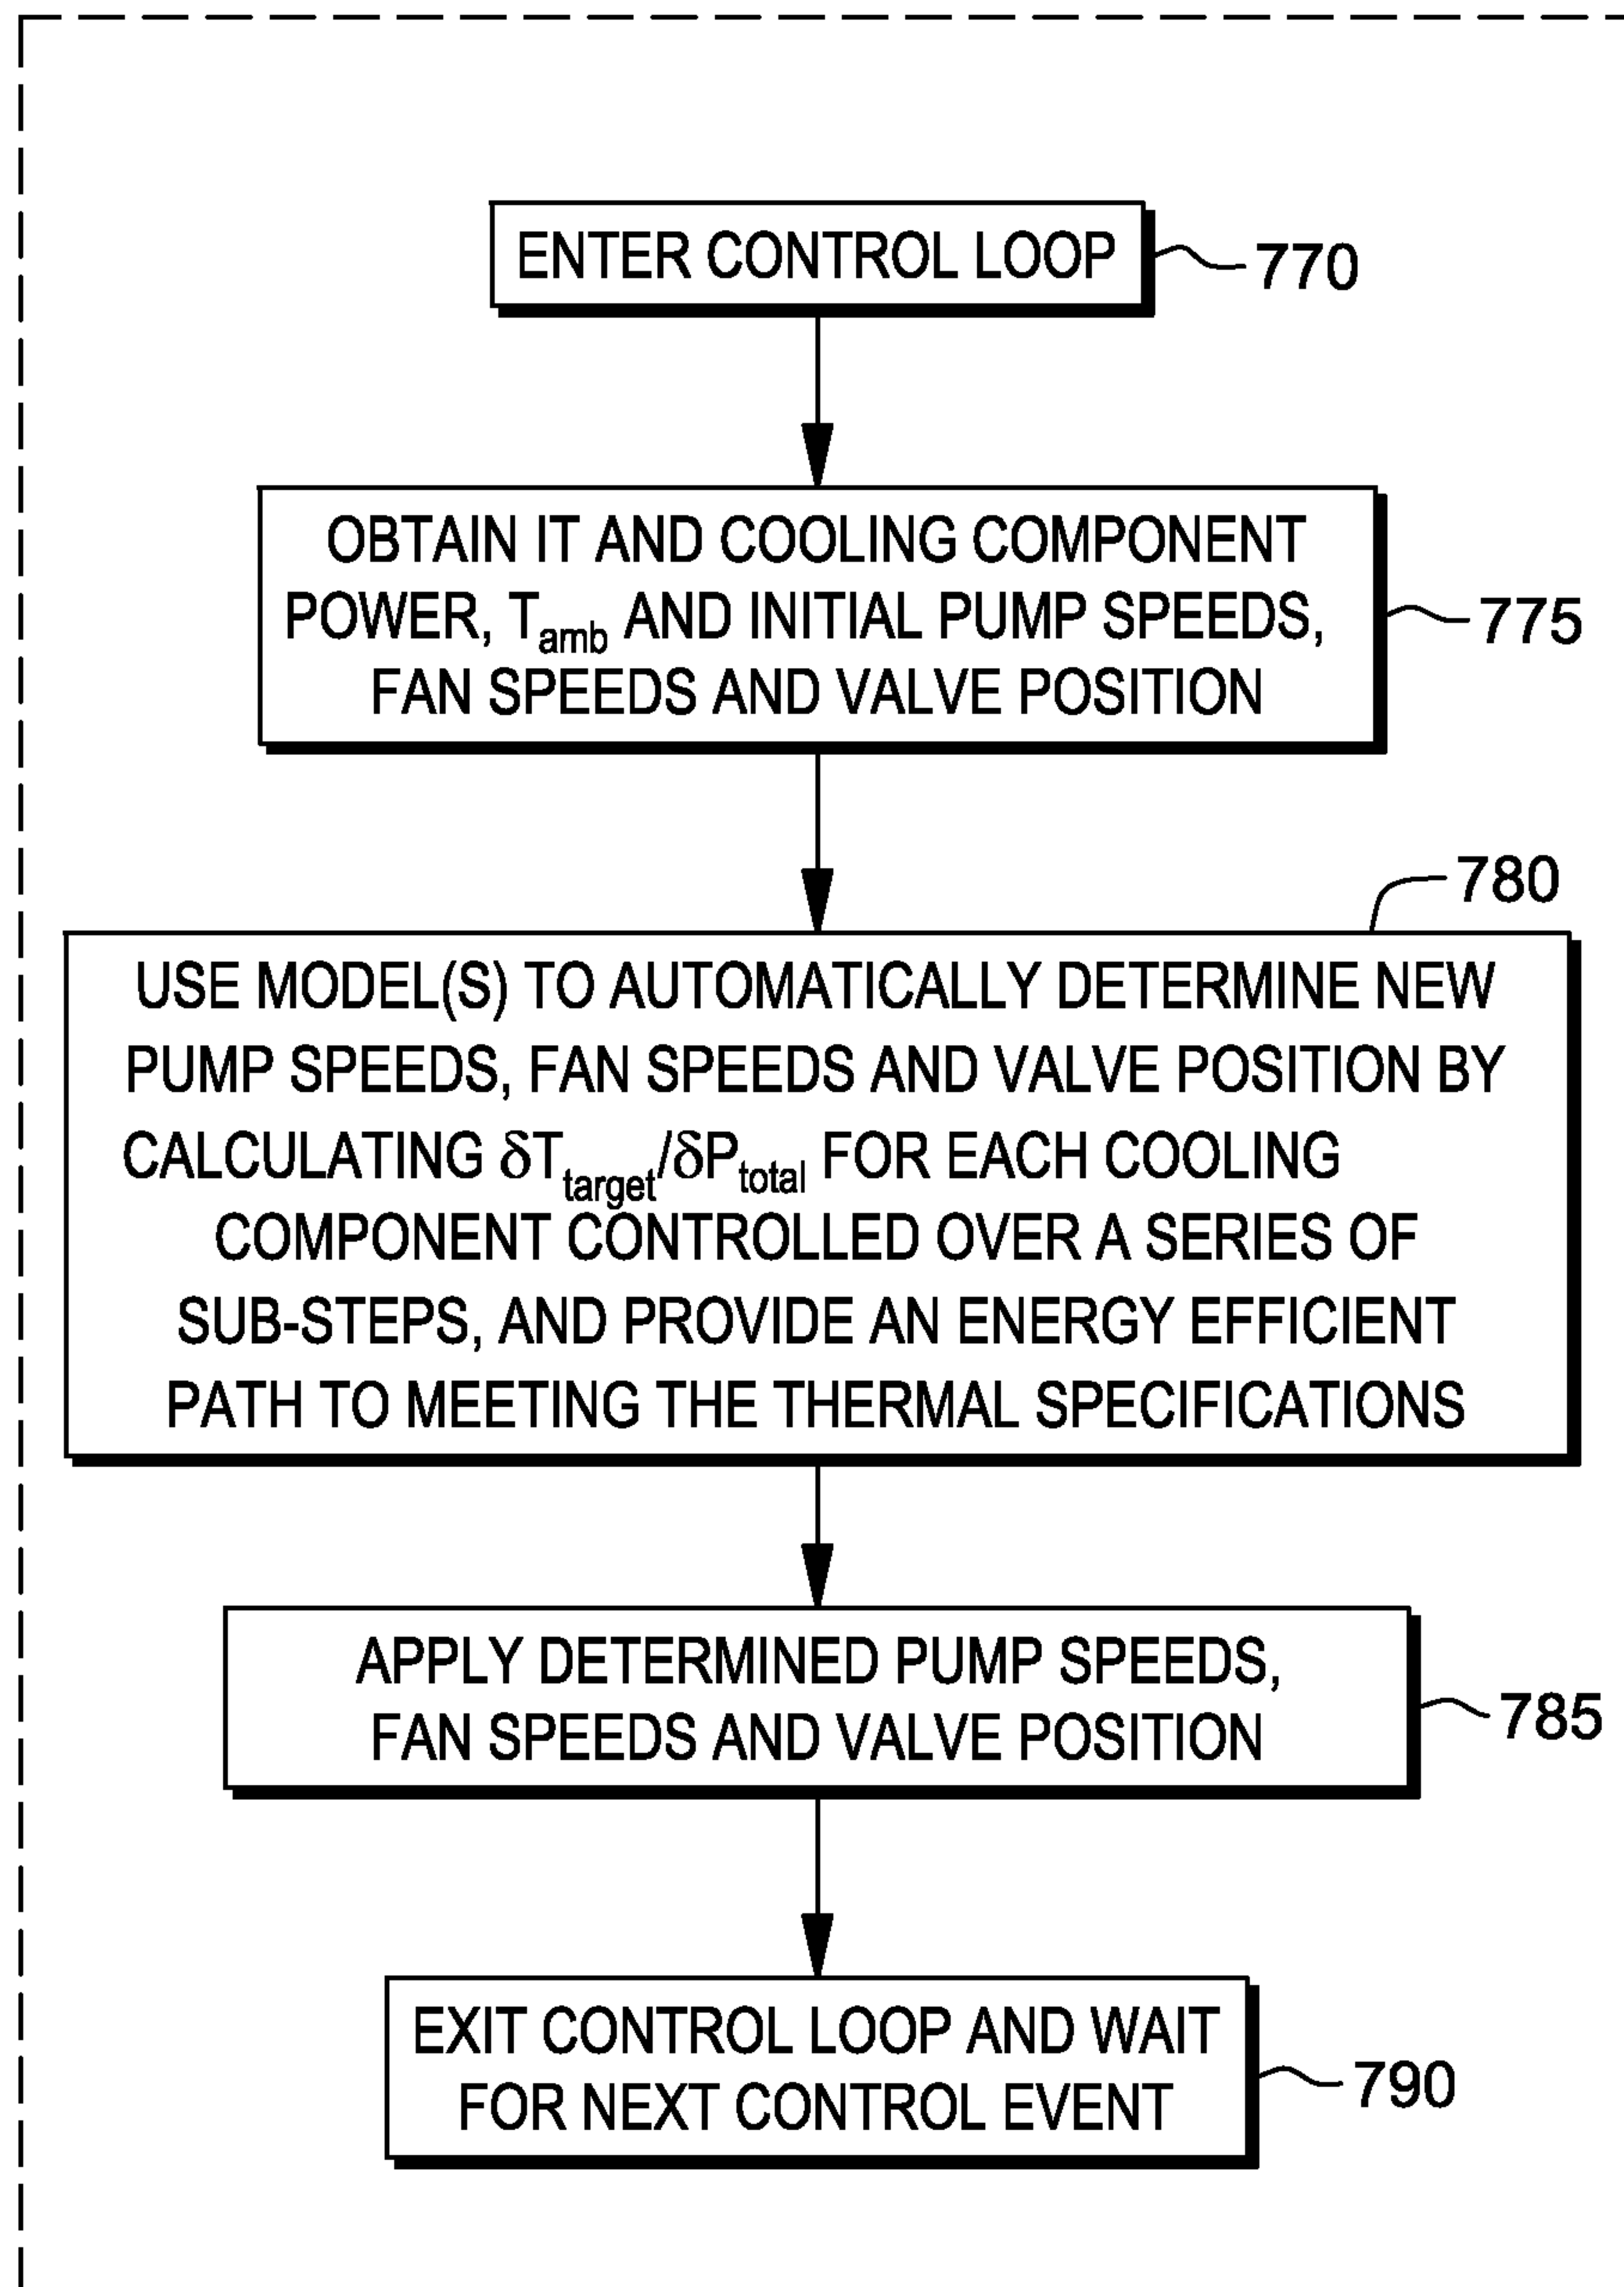 ENTER CONTROL LOOP
770
OBTAIN IT AND COOLING COMPONENT
POWER, Tamb AND INITIAL PUMP SPEEDS,
FAN SPEEDS AND VALVE POSITION
775
780
USE MODEL(S) TO AUTOMATICALLY DETERMINE NEW
PUMP SPEEDS, FAN SPEEDS AND VALVE POSITION BY
CALCULATING δTtarget/δPtotal FOR EACH COOLING
COMPONENT CONTROLLED OVER A SERIES OF
SUB-STEPS, AND PROVIDE AN ENERGY EFFICIENT
PATH TO MEETING THE THERMAL SPECIFICATIONS
APPLY DETERMINED PUMP SPEEDS,
FAN SPEEDS AND VALVE POSITION
785
EXIT CONTROL LOOP AND WAIT
FOR NEXT CONTROL EVENT
790